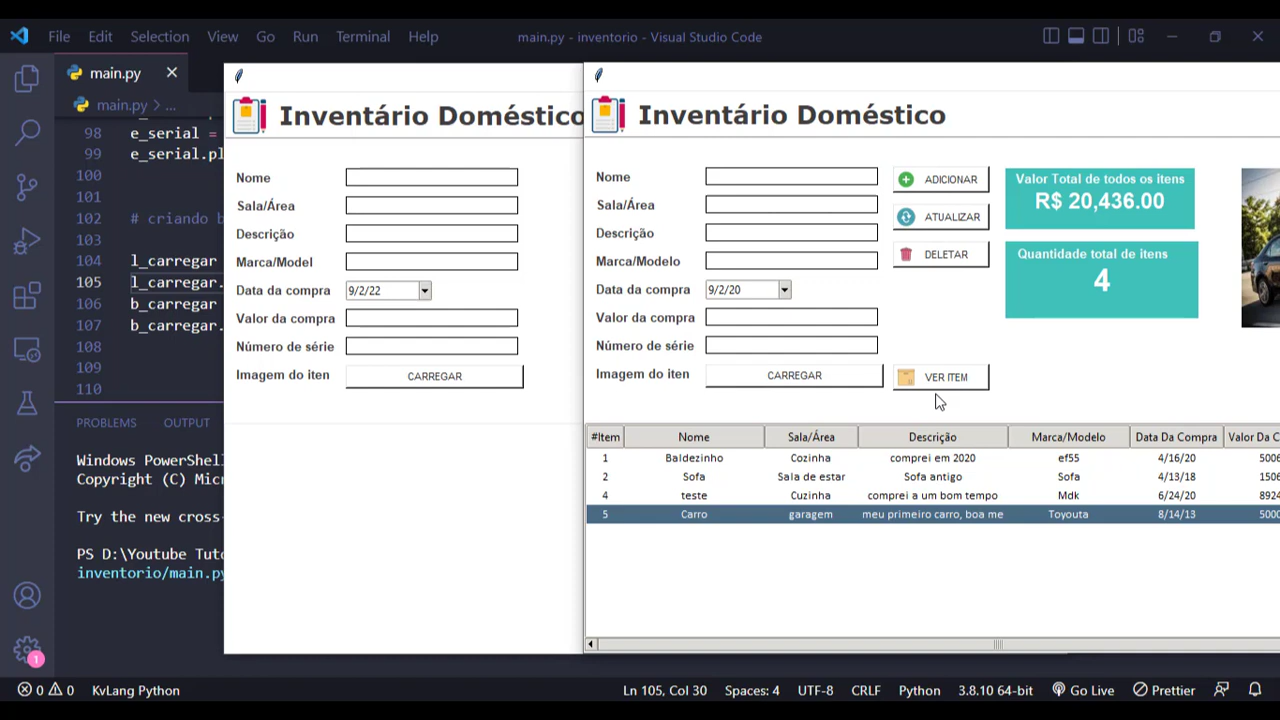 File Edit Selection View Go Run Terminal Help
main.py - inventorio - Visual Studio Code
main.py
main.py > ...
98
e_serial =
99
e_serial.pl
100
101
102 # criando b
103
104 l_carregar
105 l_carregar.
106 b_carregar
107 b_carregar.
108
109
110
PROBLEMS OUTPUT
Windows PowerShel
Copyright (C) Mic
Try the new cross-
PS D:\Youtube Tuto
inventorio/main.py
Inventário Doméstico
Nome
Sala/Área
Descrição
Marca/Model
Data da compra 9/2/22
Valor da compra
Número de série
Imagem do iten CARREGAR
Inventário Doméstico
Nome
Sala/Área
Descrição
Marca/Modelo
Data da compra 9/2/20
Valor da compra
Número de série
Imagem do iten CARREGAR
ADICIONAR
ATUALIZAR
DELETAR
VER ITEM
Valor Total de todos os itens
R$ 20,436.00
Quantidade total de itens
4
#Item Nome Sala/Área Descrição Marca/Modelo Data Da Compra Valor Da C
1 Baldezinho Cozinha comprei em 2020 ef55 4/16/20 5006
2 Sofa Sala de estar Sofa antigo Sofa 4/13/18 1506
4 teste Cuzinha comprei a um bom tempo Mdk 6/24/20 8924
5 Carro garagem meu primeiro carro, boa me Toyouta 8/14/13 5000
1
0 0 KvLang Python Ln 105, Col 30 Spaces: 4 UTF-8 CRLF Python 3.8.10 64-bit Go Live Prettier